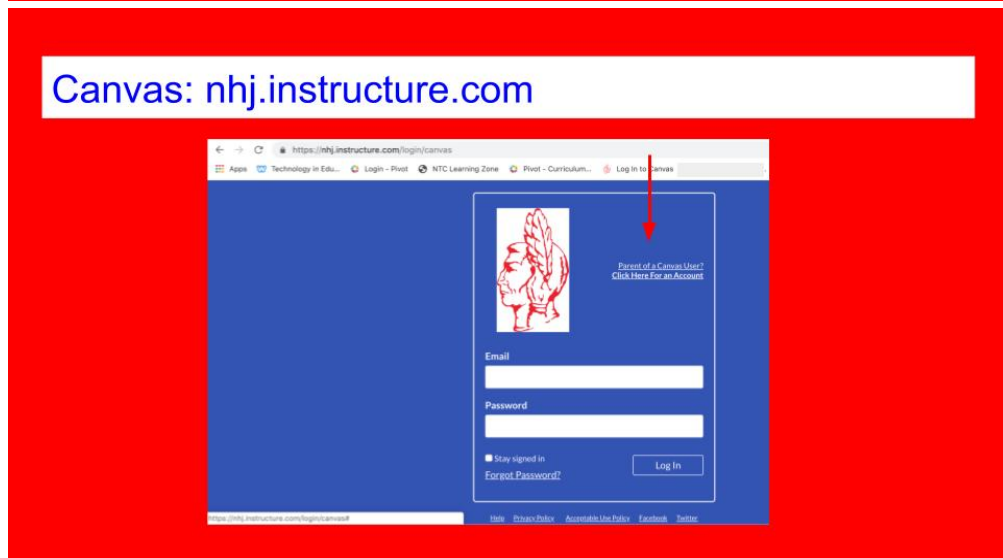 Canvas: nhj.instructure.com
https://nhj.instructure.com/login/canvas
Apps Technology in Edu... Login - Pivot NTC Learning Zone Pivot - Curriculum... Log In to Canvas
Parent of a Canvas User?
Click Here For an Account
Email
Password
Stay signed in
Forgot Password?
Log In
https://nhj.instructure.com/login/canvas#
Help Privacy Policy Acceptable Use Policy Facebook Twitter